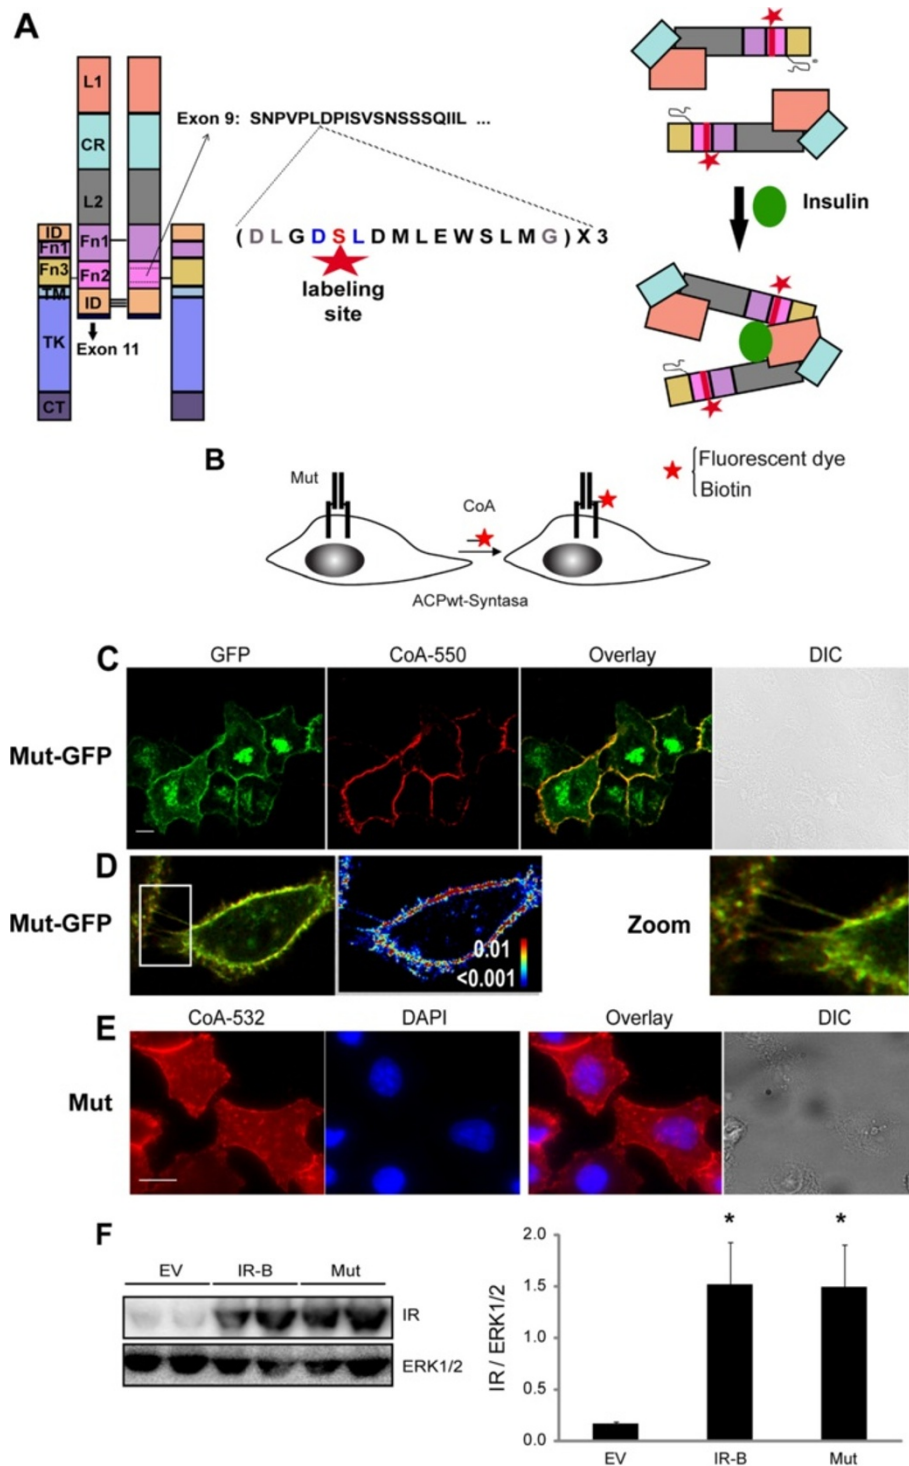 A
L1
CR
L2
ID
Fn1
Fn1
Fn3
Fn2
TM
ID
TK
Exon 11
CT
Exon 9: SNPVPLDPISVSNSSSQIIL ...
(DLGDSLDMLEWSLMG)X3
labeling
site
Insulin
B
Mut
CoA
ACPwt-Syntasa
Fluorescent dye
Biotin
C
GFP
CoA-550
Overlay
DIC
Mut-GFP
D
Mut-GFP
0.01
<0.001
Zoom
E
CoA-532
DAPI
Overlay
DIC
Mut
F
EV
IR-B
Mut
IR
ERK1/2
IR / ERK1/2
2.0
1.5
1.0
0.5
0.0
*
*
EV
IR-B
Mut